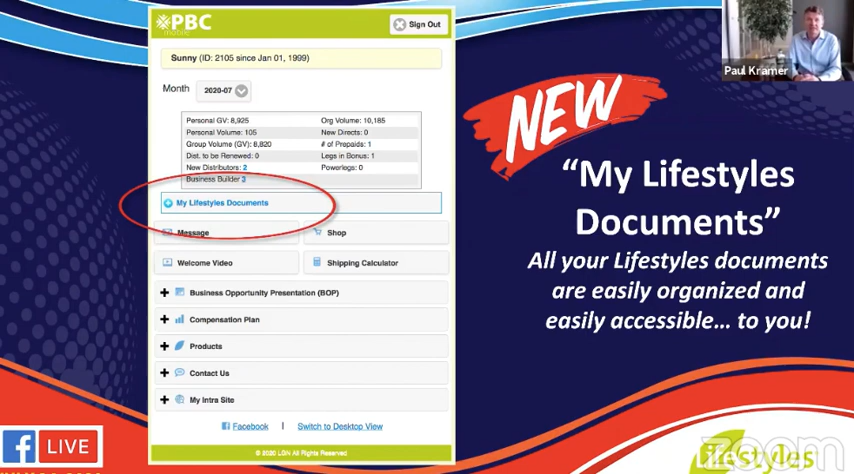 PBC
mobile
Sign Out
Sunny (ID: 2105 since Jan 01, 1999)
Month
2020-07
Personal GV: 8,925
Org Volume: 10,185
Personal Volume: 105
New Directs: 0
Group Volume (GV): 8,820
# of Prepaids: 1
Dist. to be Renewed: 0
Legs in Bonus: 1
New Distributors: 2
Powerlegs: 0
Business Builder 3
My Lifestyles Documents
Message
Shop
Welcome Video
Shipping Calculator
Business Opportunity Presentation (BOP)
Compensation Plan
Products
Contact Us
My Intra Site
Facebook | Switch to Desktop View
© 2020 LGN All Rights Reserved
Paul Kramer
NEW
“My Lifestyles
Documents”
All your Lifestyles documents
are easily organized and
easily accessible... to you!
LIVE
zoom
Lifestyles